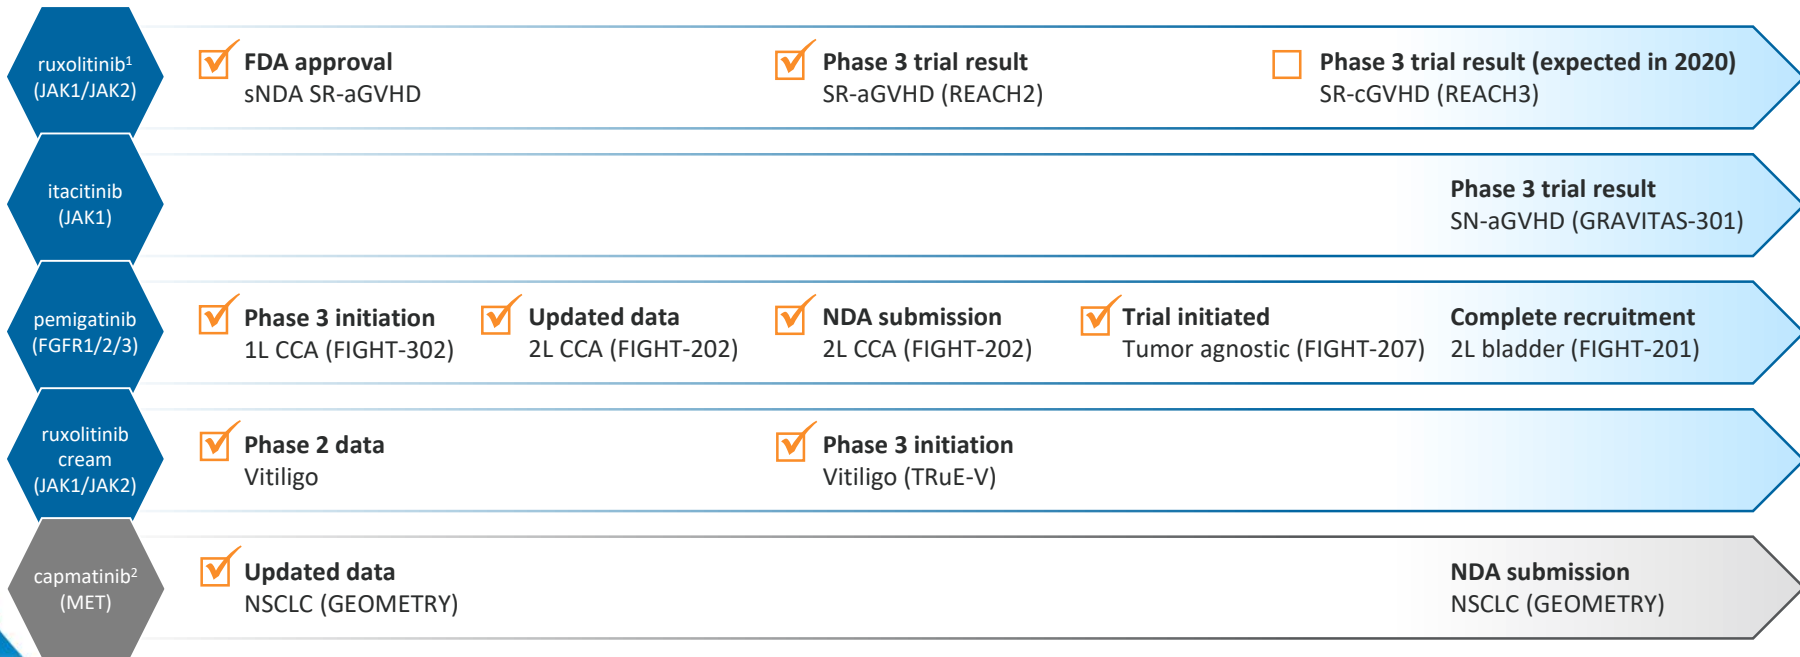 ruxolitinib1
(JAK1/JAK2)
FDA approval
sNDA SR-aGVHD
Phase 3 trial result
SR-aGVHD (REACH2)
Phase 3 trial result (expected in 2020)
SR-cGVHD (REACH3)
itacitinib
(JAK1)
Phase 3 trial result
SN-aGVHD (GRAVITAS-301)
pemigatinib
(FGFR1/2/3)
Phase 3 initiation
1L CCA (FIGHT-302)
Updated data
2L CCA (FIGHT-202)
NDA submission
2L CCA (FIGHT-202)
Trial initiated
Tumor agnostic (FIGHT-207)
Complete recruitment
2L bladder (FIGHT-201)
ruxolitinib
cream
(JAK1/JAK2)
Phase 2 data
Vitiligo
Phase 3 initiation
Vitiligo (TRuE-V)
capmatinib2
(MET)
Updated data
NSCLC (GEOMETRY)
NDA submission
NSCLC (GEOMETRY)